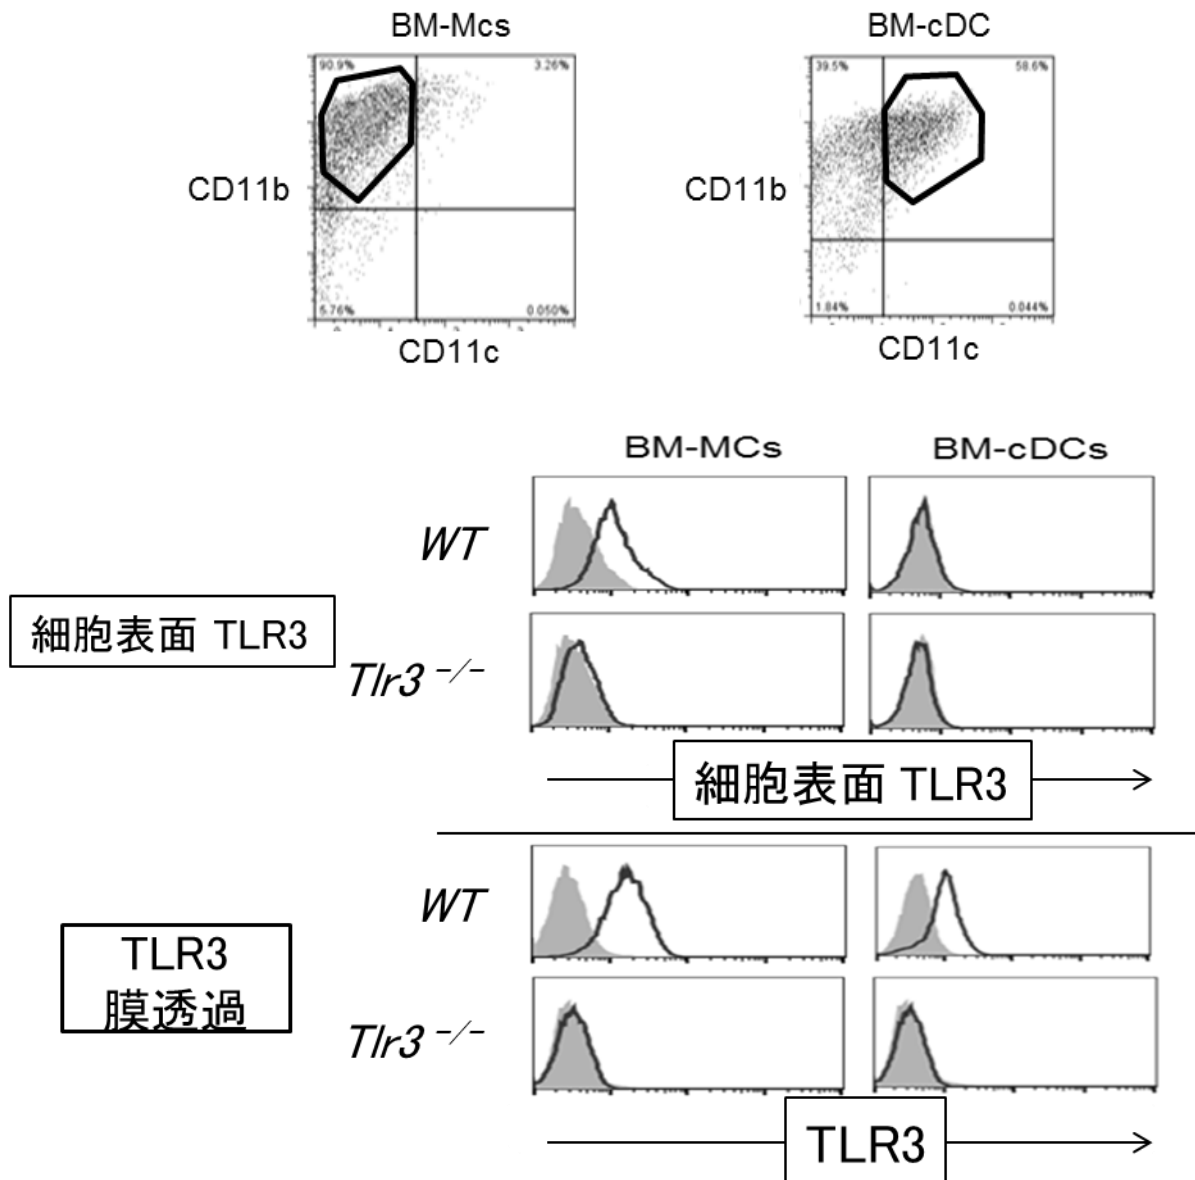 BM-Mcs
BM-cDC
90.9%
3.26%
39.5%
58.6%
CD11b
CD11b
5.76%
0.050%
1.84%
0.044%
CD11c
CD11c
BM-MCs
BM-cDCs
WT
細胞表面 TLR3
Tlr3 -/-
細胞表面 TLR3
WT
TLR3
膜透過
Tlr3 -/-
TLR3